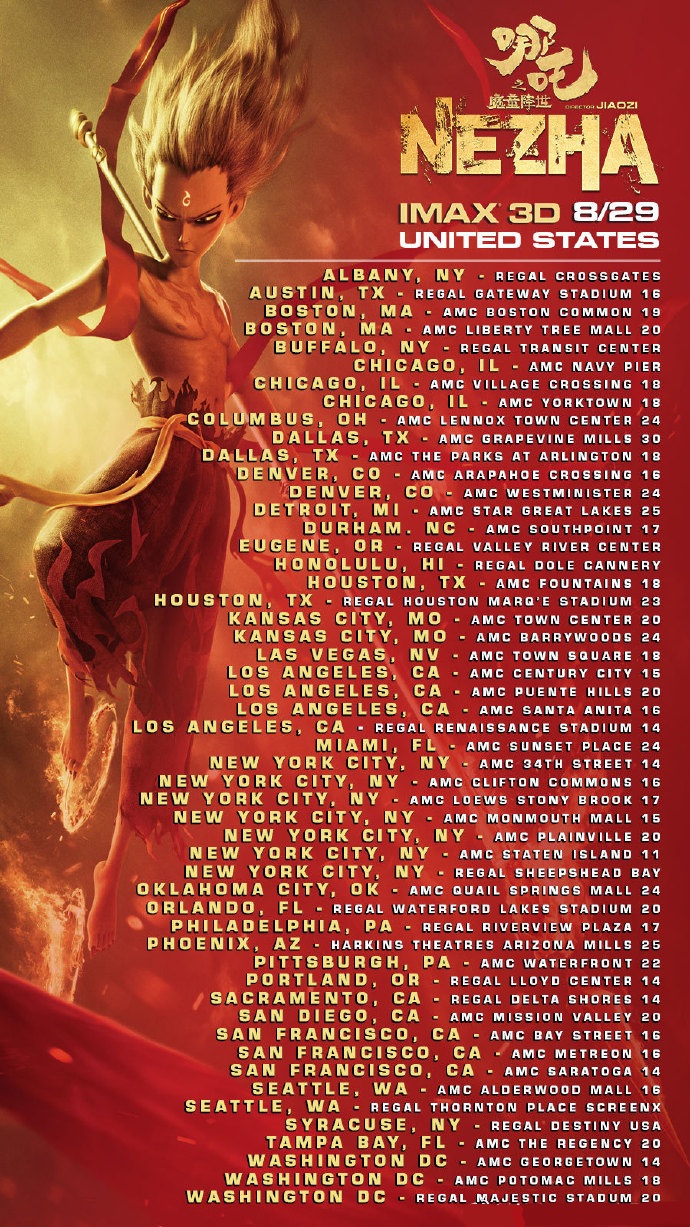 哪吒
之
魔童降世
DIRECTOR JIAOZI
NEZHA
IMAX 3D 8/29
UNITED STATES
ALBANY, NY - REGAL CROSSGATES
AUSTIN, TX - REGAL GATEWAY STADIUM 16
BOSTON, MA - AMC BOSTON COMMON 19
BOSTON, MA - AMC LIBERTY TREE MALL 20
BUFFALO, NY - REGAL TRANSIT CENTER
CHICAGO, IL - AMC NAVY PIER
CHICAGO, IL - AMC VILLAGE CROSSING 18
CHICAGO, IL - AMC YORKTOWN 18
COLUMBUS, OH - AMC LENNOX TOWN CENTER 24
DALLAS, TX - AMC GRAPEVINE MILLS 30
DALLAS, TX - AMC THE PARKS AT ARLINGTON 18
DENVER, CO - AMC ARAPAHOE CROSSING 16
DENVER, CO - AMC WESTMINISTER 24
DETROIT, MI - AMC STAR GREAT LAKES 25
DURHAM. NC - AMC SOUTHPOINT 17
EUGENE, OR - REGAL VALLEY RIVER CENTER
HONOLULU, HI - REGAL DOLE CANNERY
HOUSTON, TX - AMC FOUNTAINS 18
HOUSTON, TX - REGAL HOUSTON MARQ'E STADIUM 23
KANSAS CITY, MO - AMC TOWN CENTER 20
KANSAS CITY, MO - AMC BARRYWOODS 24
LAS VEGAS, NV - AMC TOWN SQUARE 18
LOS ANGELES, CA - AMC CENTURY CITY 15
LOS ANGELES, CA - AMC PUENTE HILLS 20
LOS ANGELES, CA - AMC SANTA ANITA 16
LOS ANGELES, CA - REGAL RENAISSANCE STADIUM 14
MIAMI, FL - AMC SUNSET PLACE 24
NEW YORK CITY, NY - AMC 34TH STREET 14
NEW YORK CITY, NY - AMC CLIFTON COMMONS 16
NEW YORK CITY, NY - AMC LOEWS STONY BROOK 17
NEW YORK CITY, NY - AMC MONMOUTH MALL 15
NEW YORK CITY, NY - AMC PLAINVILLE 20
NEW YORK CITY, NY - AMC STATEN ISLAND 11
NEW YORK CITY, NY - REGAL SHEEPSHEAD BAY
OKLAHOMA CITY, OK - AMC QUAIL SPRINGS MALL 24
ORLANDO, FL - REGAL WATERFORD LAKES STADIUM 20
PHILADELPHIA, PA - REGAL RIVERVIEW PLAZA 17
PHOENIX, AZ - HARKINS THEATRES ARIZONA MILLS 25
PITTSBURGH, PA - AMC WATERFRONT 22
PORTLAND, OR - REGAL LLOYD CENTER 14
SACRAMENTO, CA - REGAL DELTA SHORES 14
SAN DIEGO, CA - AMC MISSION VALLEY 20
SAN FRANCISCO, CA - AMC BAY STREET 16
SAN FRANCISCO, CA - AMC METREON 16
SAN FRANCISCO, CA - AMC SARATOGA 14
SEATTLE, WA - AMC ALDERWOOD MALL 16
SEATTLE, WA - REGAL THORNTON PLACE SCREENX
SYRACUSE, NY - REGAL DESTINY USA
TAMPA BAY, FL - AMC THE REGENCY 20
WASHINGTON DC - AMC GEORGETOWN 14
WASHINGTON DC - AMC POTOMAC MILLS 18
WASHINGTON DC - REGAL MAJESTIC STADIUM 20